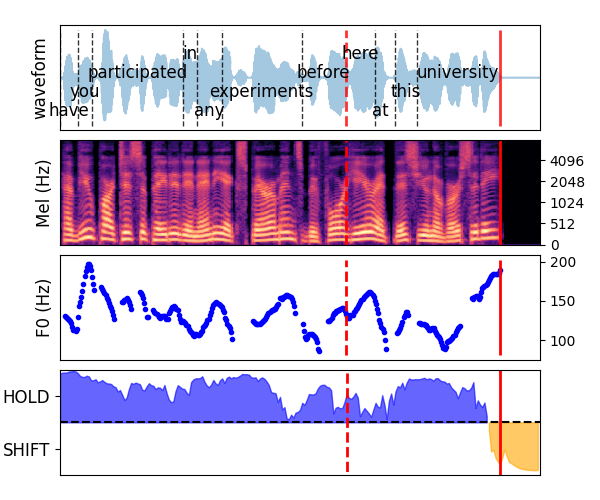 waveform
have you participated in any experiments before here at this university
Mel (Hz)
4096
2048
1024
512
0
F0 (Hz)
200
150
100
HOLD
SHIFT